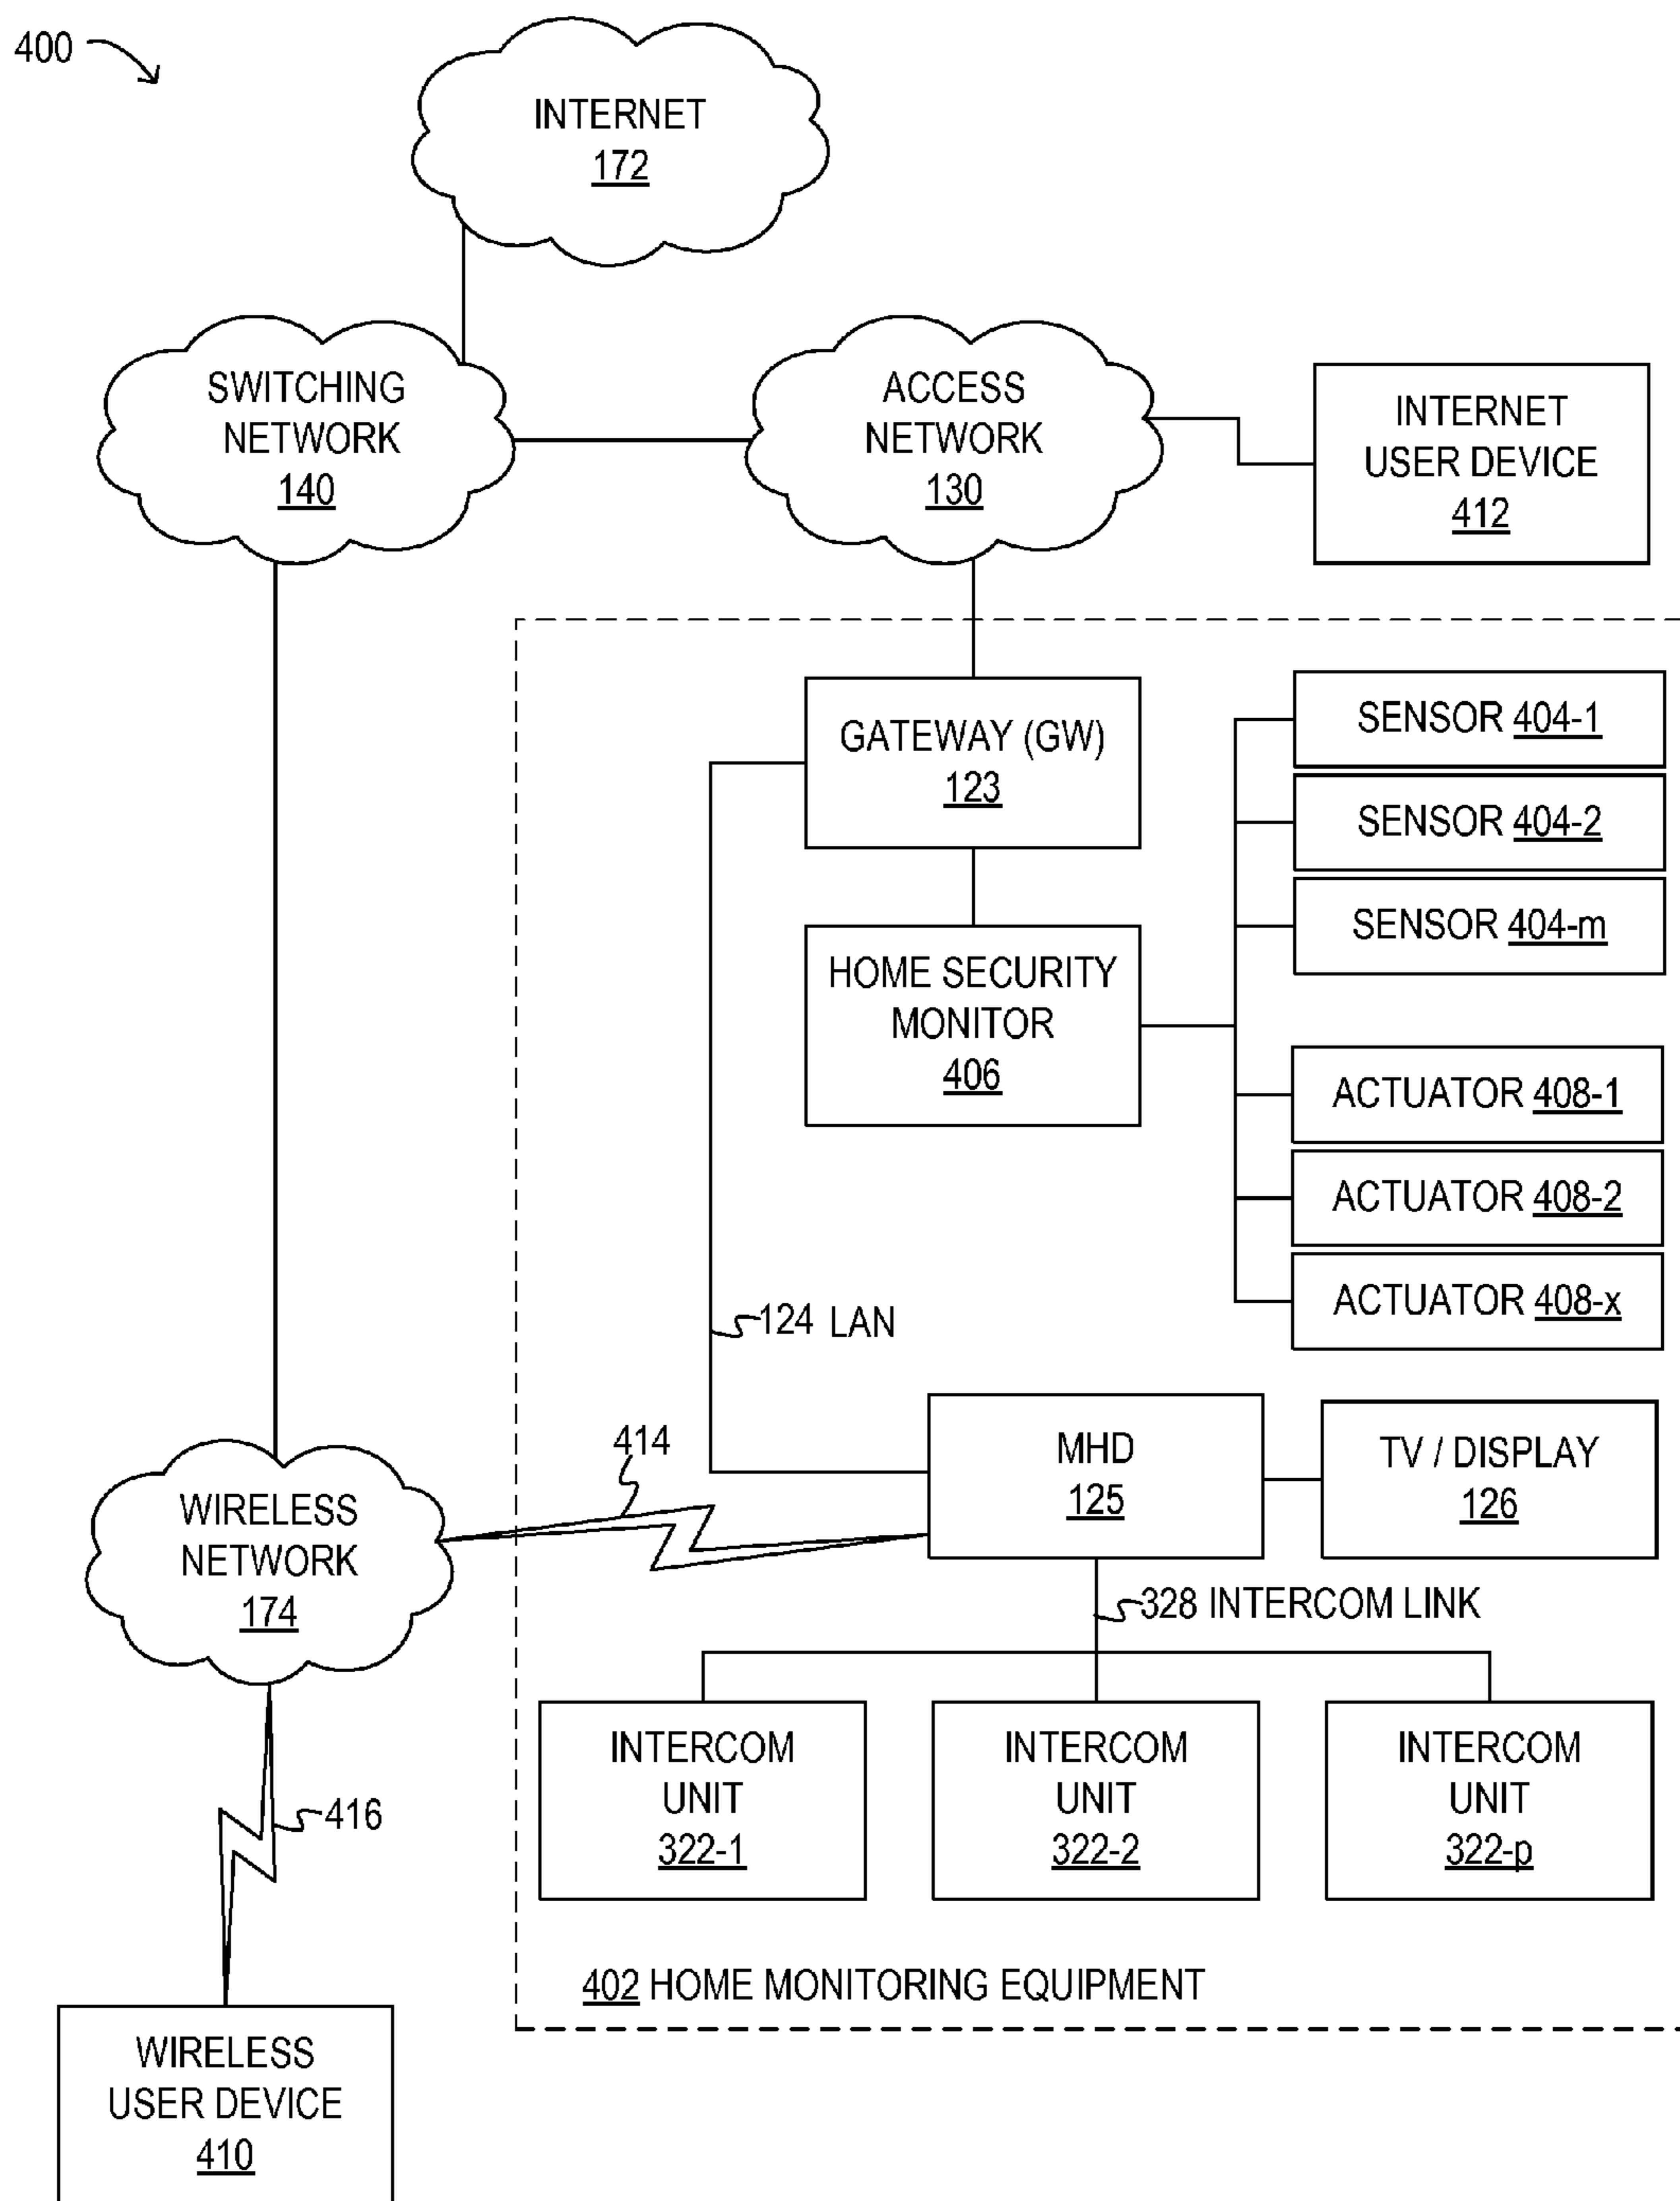 400
INTERNET
172
SWITCHING
NETWORK
140
ACCESS
NETWORK
130
INTERNET
USER DEVICE
412
GATEWAY (GW)
123
SENSOR 404-1
SENSOR 404-2
SENSOR 404-m
HOME SECURITY
MONITOR
406
ACTUATOR 408-1
ACTUATOR 408-2
ACTUATOR 408-x
124 LAN
414
MHD
125
TV / DISPLAY
126
WIRELESS
NETWORK
174
328 INTERCOM LINK
INTERCOM
UNIT
322-1
INTERCOM
UNIT
322-2
INTERCOM
UNIT
322-p
416
402 HOME MONITORING EQUIPMENT
WIRELESS
USER DEVICE
410